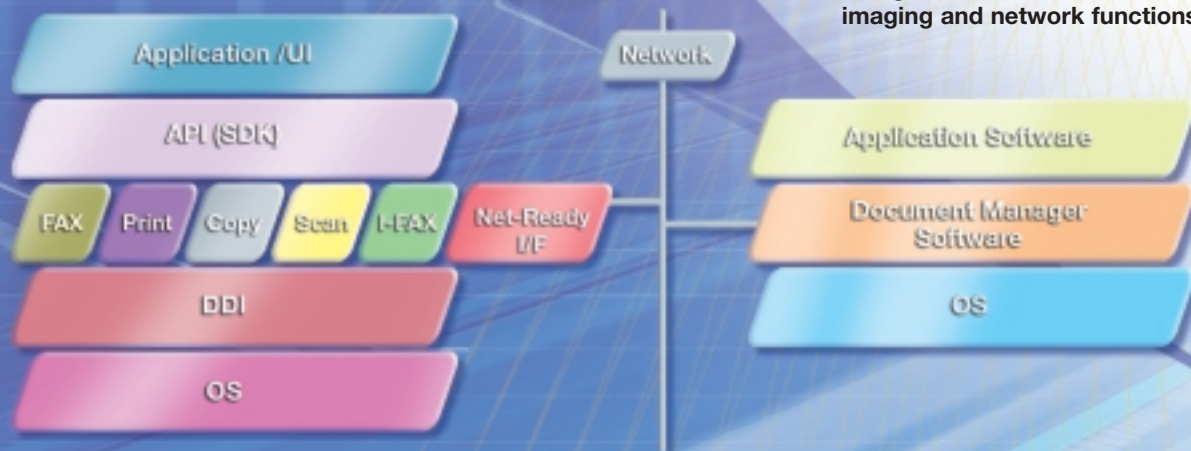 imaging and network functions
Application /UI
Network
API (SDK)
Application Software
FAX
Print
Copy
Scan
I-FAX
Net-Ready
I/F
Document Manager
Software
DDI
OS
OS